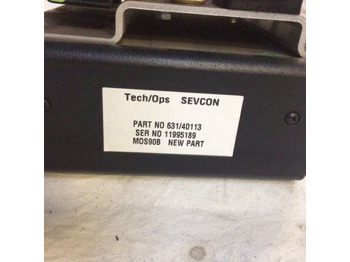 Tech/Ops SEVCON
PART NO 631/40113
SER NO 11995189
MOS90B NEW PART